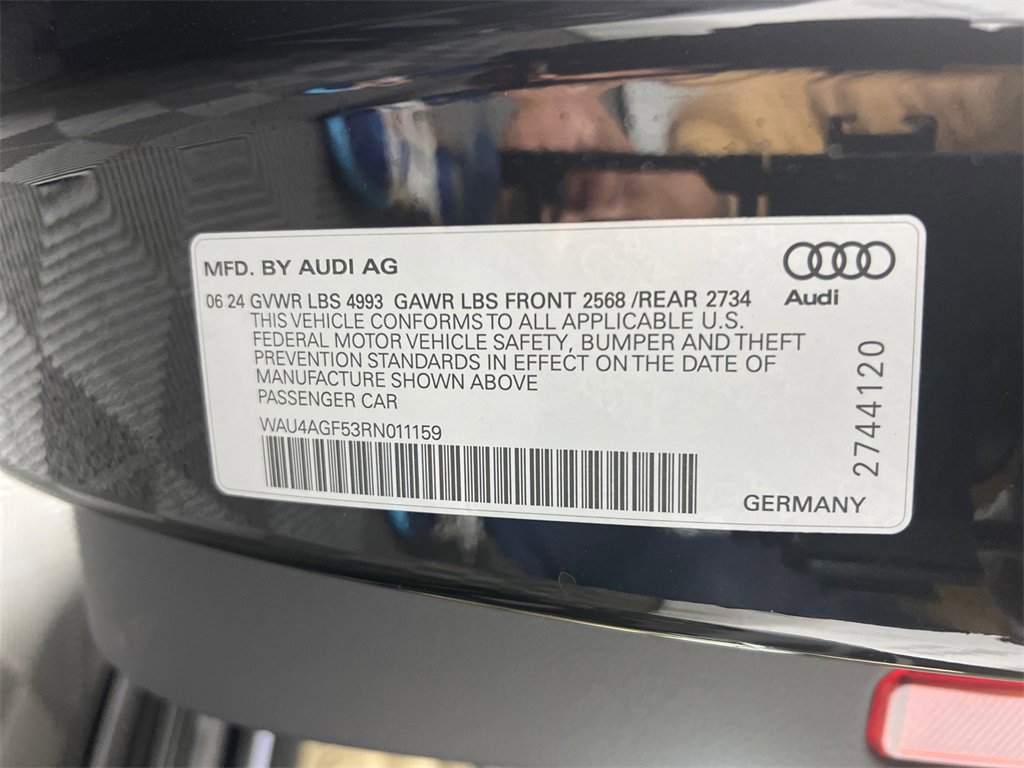 MFD. BY AUDI AG
Audi
06 24 GVWR LBS 4993 GAWR LBS FRONT 2568 /REAR 2734
THIS VEHICLE CONFORMS TO ALL APPLICABLE U.S.
FEDERAL MOTOR VEHICLE SAFETY, BUMPER AND THEFT
PREVENTION STANDARDS IN EFFECT ON THE DATE OF
MANUFACTURE SHOWN ABOVE
PASSENGER CAR
WAU4AGF53RN011159
2744120
GERMANY